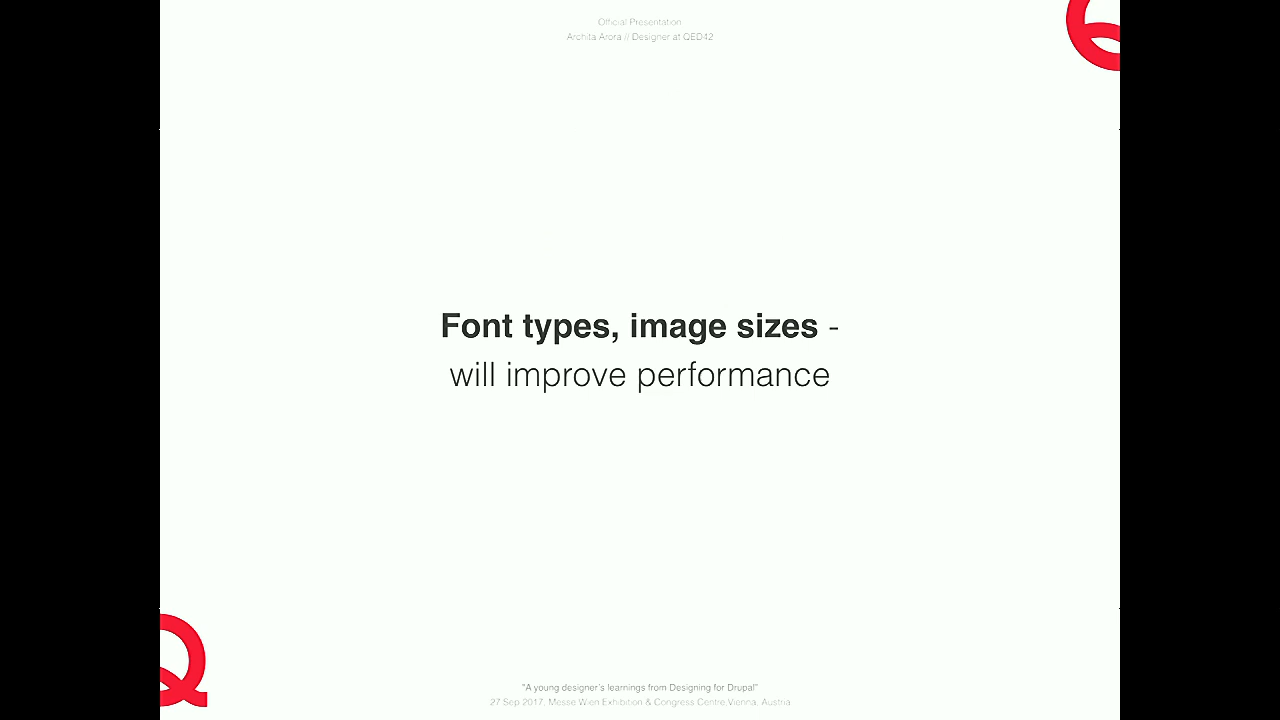 Official Presentation
Archita Arora // Designer at QED42
Font types, image sizes -
will improve performance
"A young designer's learnings from Designing for Drupal"
27 Sep 2017, Messe Wien Exhibition & Congress Centre,Vienna, Austria